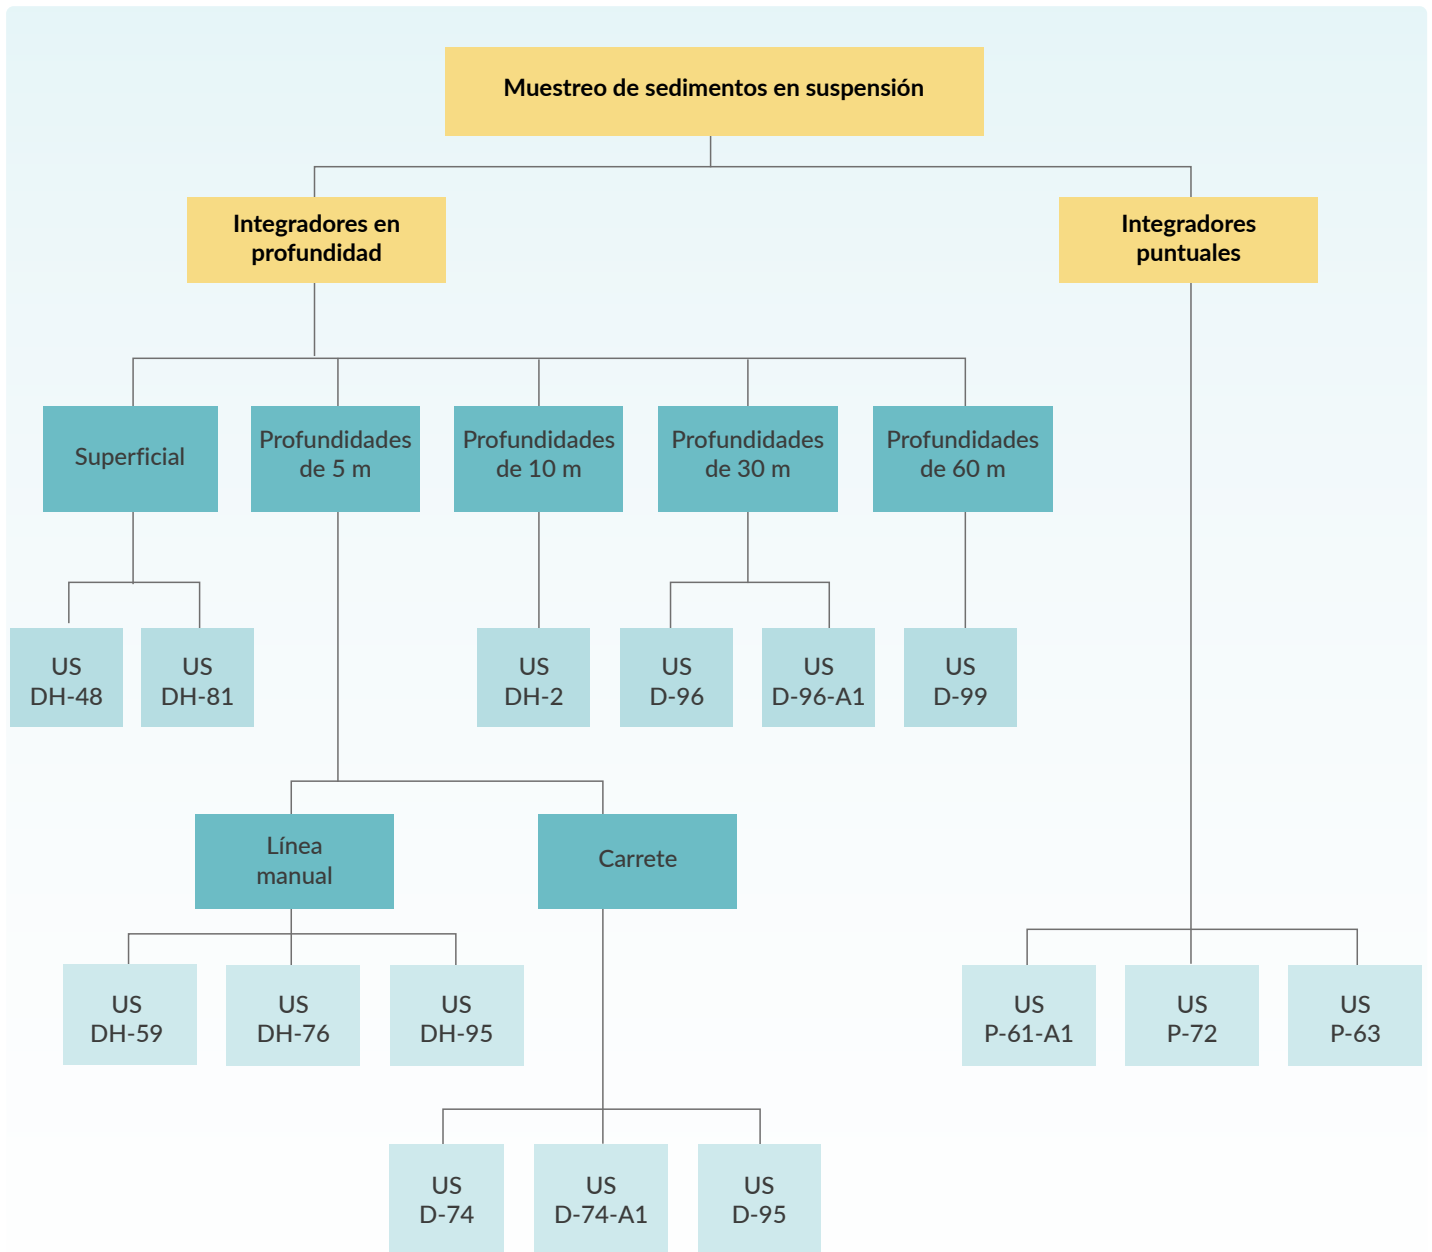 Muestreo de sedimentos en suspensión
Integradores en
profundidad
Integradores
puntuales
Superficial
Profundidades
de 5 m
Profundidades
de 10 m
Profundidades
de 30 m
Profundidades
de 60 m
US
DH-48
US
DH-81
US
DH-2
US
D-96
US
D-96-A1
US
D-99
Línea
manual
Carrete
US
DH-59
US
DH-76
US
DH-95
US
P-61-A1
US
P-72
US
P-63
US
D-74
US
D-74-A1
US
D-95